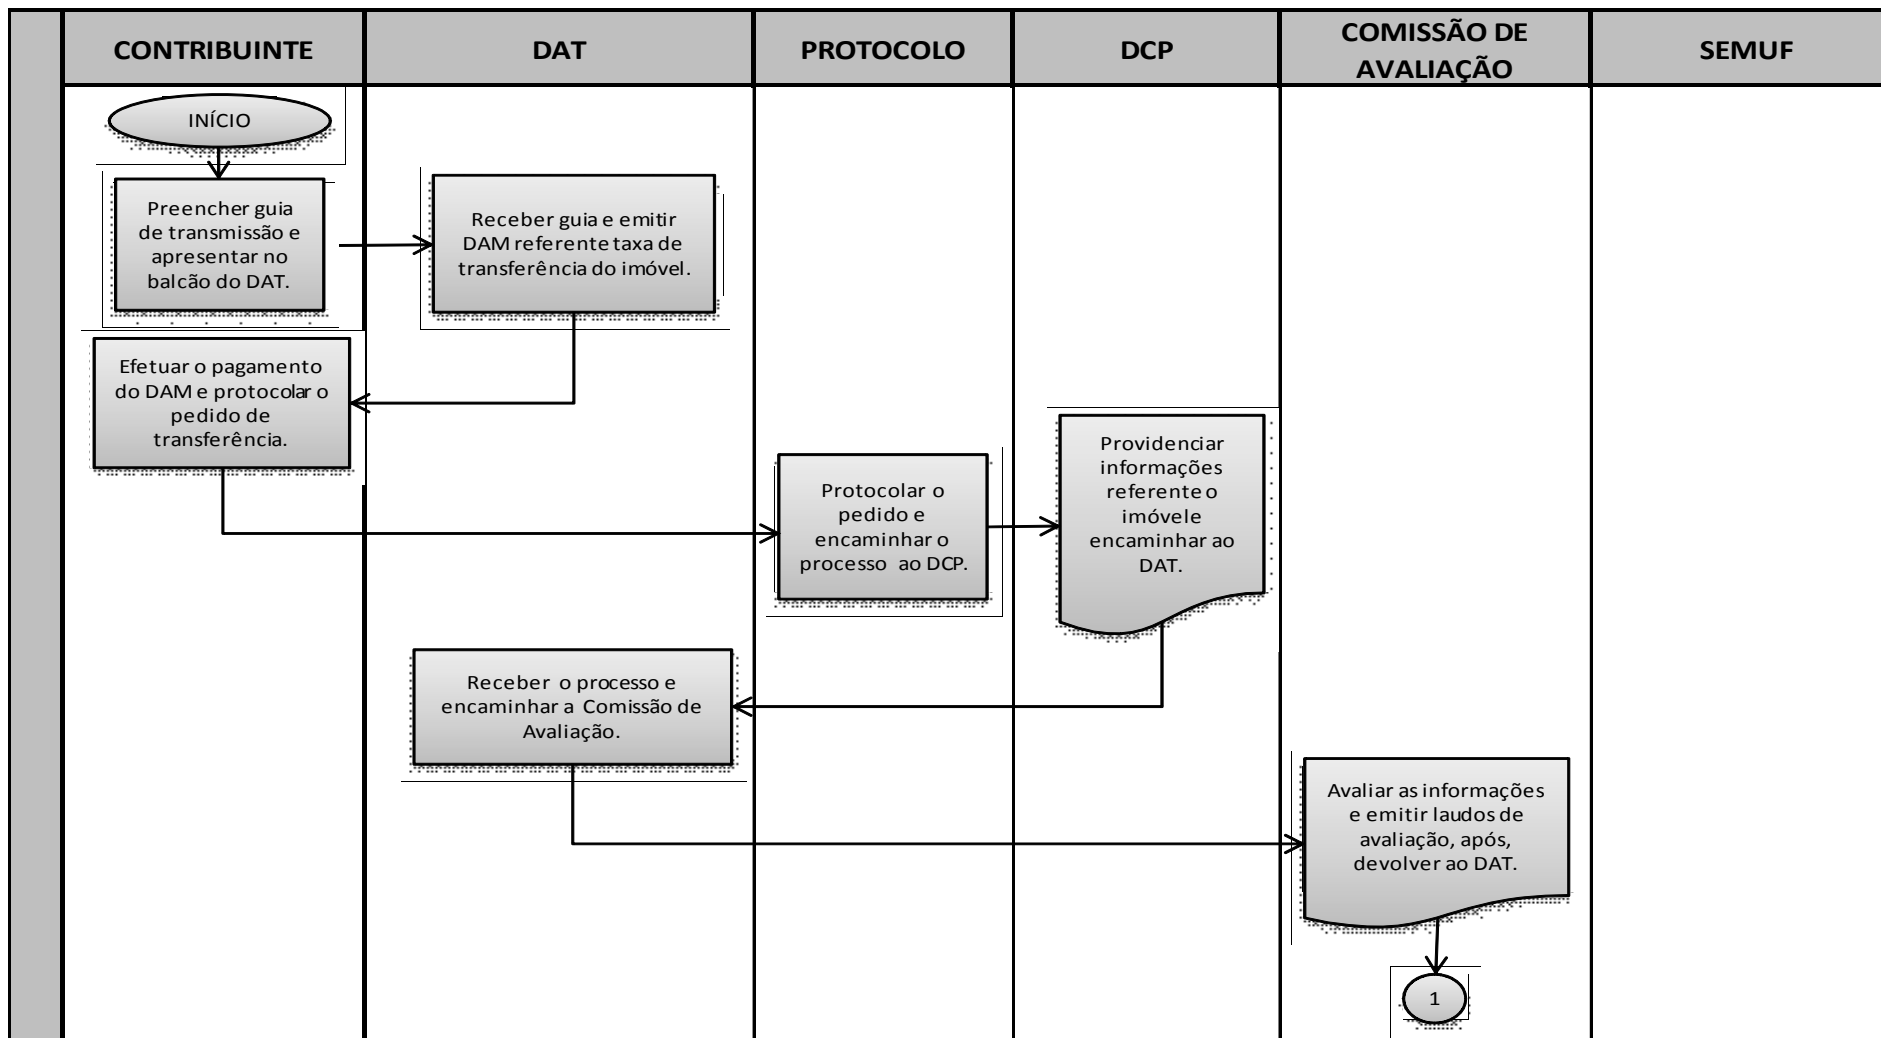 CONTRIBUINTE
DAT
PROTOCOLO
DCP
COMISSÃO DE
AVALIAÇÃO
SEMUF
INÍCIO
Preencher guia
de transmissão e
apresentar no
balcão do DAT.
Receber guia e emitir
DAM referente taxa de
transferência do imóvel.
Efetuar o pagamento
do DAM e protocolar o
pedido de
transferência.
Protocolar o
pedido e
encaminhar o
processo ao DCP.
Providenciar
informações
referente o
imóvele
encaminhar ao
DAT.
Receber o processo e
encaminhar a Comissão de
Avaliação.
Avaliar as informações
e emitir laudos de
avaliação, após,
devolver ao DAT.
1